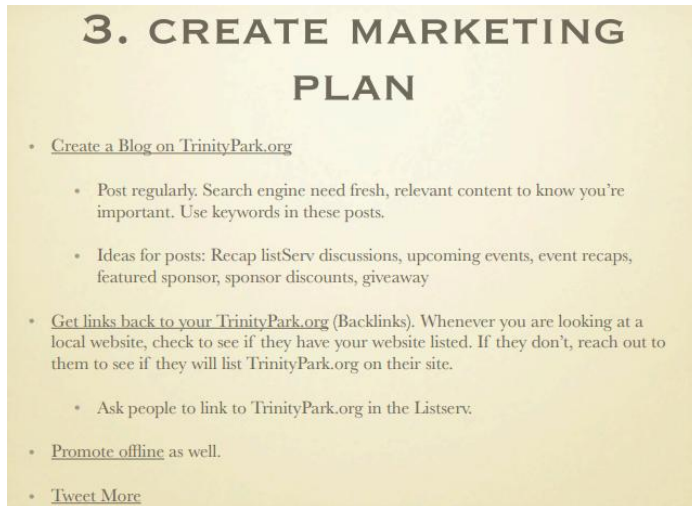 3. CREATE MARKETING
PLAN
• Create a Blog on TrinityPark.org
• Post regularly. Search engine need fresh, relevant content to know you're
important. Use keywords in these posts.
• Ideas for posts: Recap listServ discussions, upcoming events, event recaps,
featured sponsor, sponsor discounts, giveaway
• Get links back to your TrinityPark.org (Backlinks). Whenever you are looking at a
local website, check to see if they have your website listed. If they don't, reach out to
them to see if they will list TrinityPark.org on their site.
• Ask people to link to TrinityPark.org in the Listserv.
• Promote offline as well.
• Tweet More